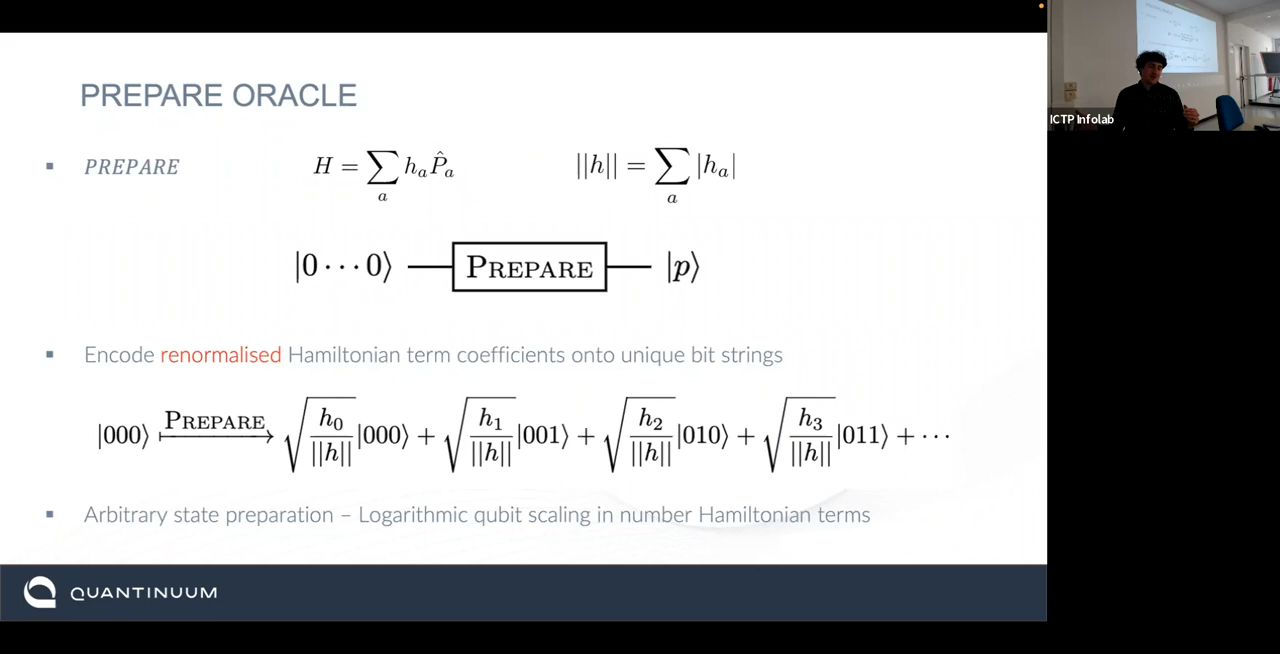 PREPARE ORACLE
▪ PREPARE H = ∑_a h_a P̂_a ||h|| = ∑_a |h_a|
|0 ··· 0⟩ PREPARE |p⟩
▪ Encode renormalised Hamiltonian term coefficients onto unique bit strings
|000⟩ ⟼^{PREPARE} √(h_0/||h||) |000⟩ + √(h_1/||h||) |001⟩ + √(h_2/||h||) |010⟩ + √(h_3/||h||) |011⟩ + ···
▪ Arbitrary state preparation – Logarithmic qubit scaling in number Hamiltonian terms
QUANTINUUM
ICTP Infolab